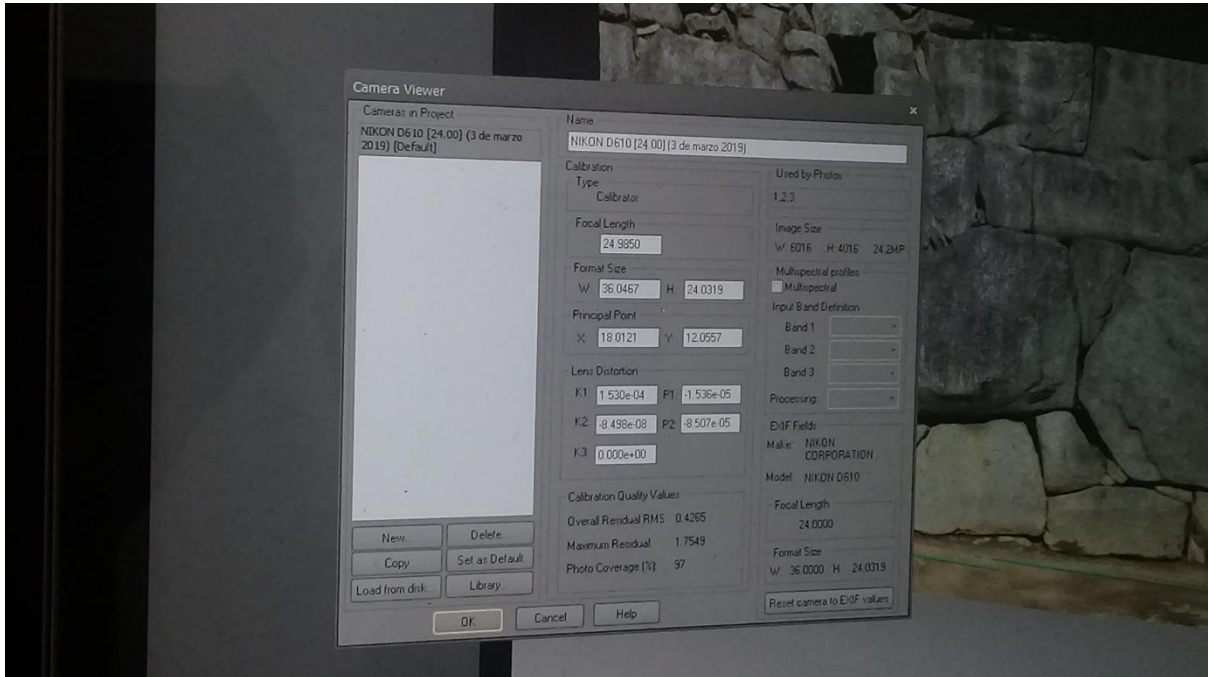 Camera Viewer
x
Cameras in Project
NIKON D610 [24.00] (3 de marzo
2019) [Default]
New...
Delete...
Copy
Set as Default
Load from disk...
Library...
Name
NIKON D610 [24.00] (3 de marzo 2019)
Calibration
Type
Calibrator
Focal Length
24.9850
Format Size
W 36.0467 H 24.0319
Principal Point
X 18.0121 Y 12.0557
Lens Distortion
K1 1.530e-04 P1 -1.536e-05
K2 -8.498e-08 P2 -8.507e-05
K3 0.000e+00
Calibration Quality Values
Overall Residual RMS: 0.4265
Maximum Residual: 1.7549
Photo Coverage (%): 97
Used by Photos
1,2,3
Image Size
W: 6016 H: 4016 24.2MP
Multispectral profiles
Multispectral
Input Band Definition
Band 1
Band 2
Band 3
Processing:
EXIF Fields
Make: NIKON
CORPORATION
Model: NIKON D610
Focal Length
24.0000
Format Size
W: 36.0000 H: 24.0319
Reset camera to EXIF values
OK
Cancel
Help